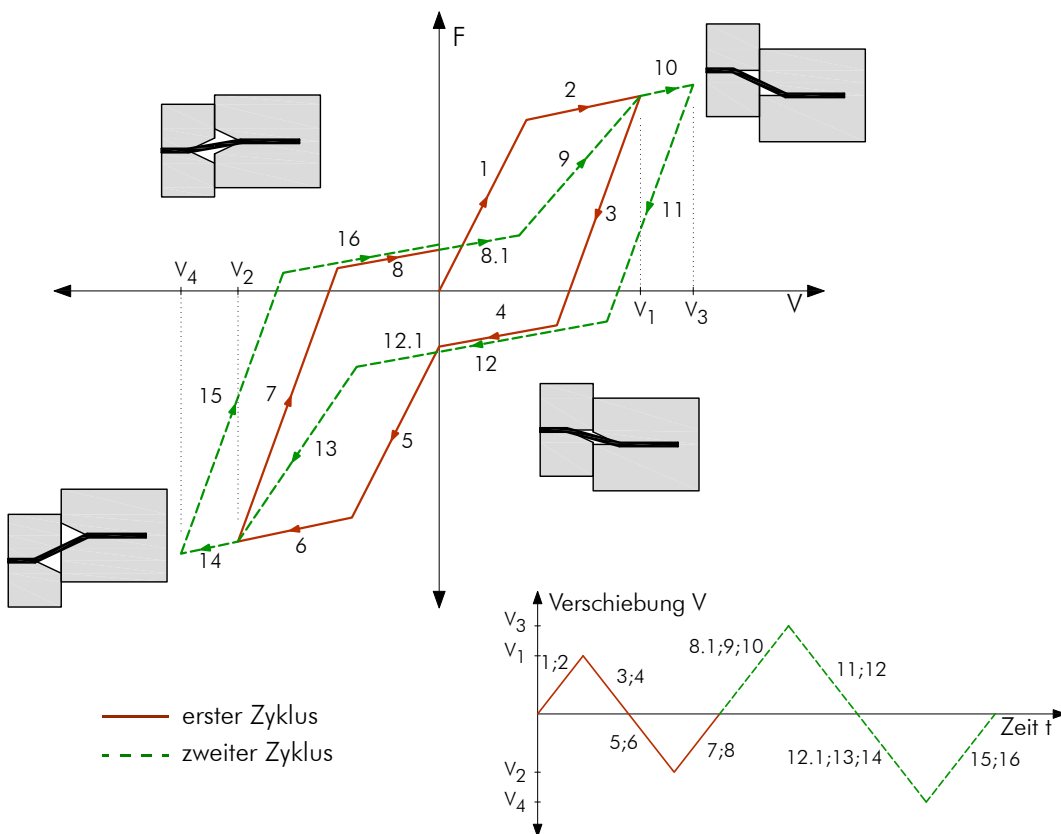 F
10
2
1
9
3
11
16
8
8.1
V₄
V₂
V₁
V₃
V
4
12.1
12
15
7
5
13
6
14
Verschiebung V
V₃
V₁
8.1;9;10
1;2
3;4
11;12
Zeit t
5;6
7;8
12.1;13;14
15;16
V₂
V₄
erster Zyklus
zweiter Zyklus